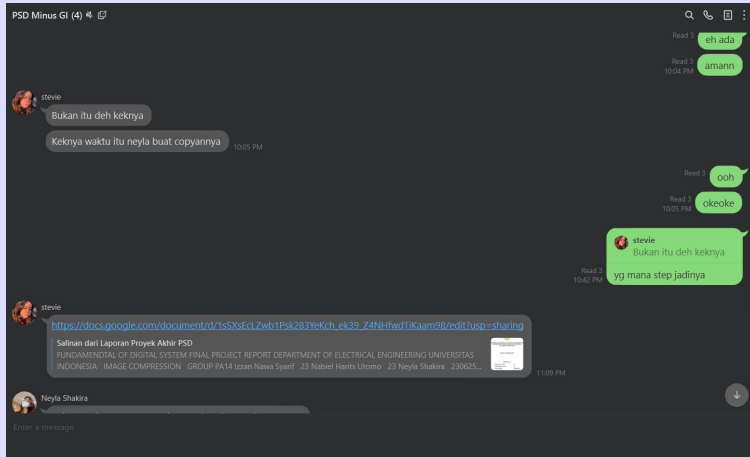 PSD Minus GI (4)
Read 3
eh ada
Read 3
10:04 PM
amann
stevie
Bukan itu deh keknya
Keknya waktu itu neyla buat copyannya
10:05 PM
Read 3
ooh
Read 3
10:05 PM
okeoke
stevie
Bukan itu deh keknya
Read 3
10:42 PM
yg mana step jadinya
stevie
https://docs.google.com/document/d/1sSXsEcLZwb1Psk283YeKch_ek39_Z4NHfwdTiKaam98/edit?usp=sharing
Salinan dari Laporan Proyek Akhir PSD
FUNDAMENDTAL OF DIGITAL SYSTEM FINAL PROJECT REPORT DEPARTMENT OF ELECTRICAL ENGINEERING UNIVERSITAS
INDONESIA IMAGE COMPRESSION GROUP PA14 Izzan Nawa Syarif 23 Nabiel Harits Utomo 23 Neyla Shakira 230625...
11:09 PM
Neyla Shakira
Enter a message